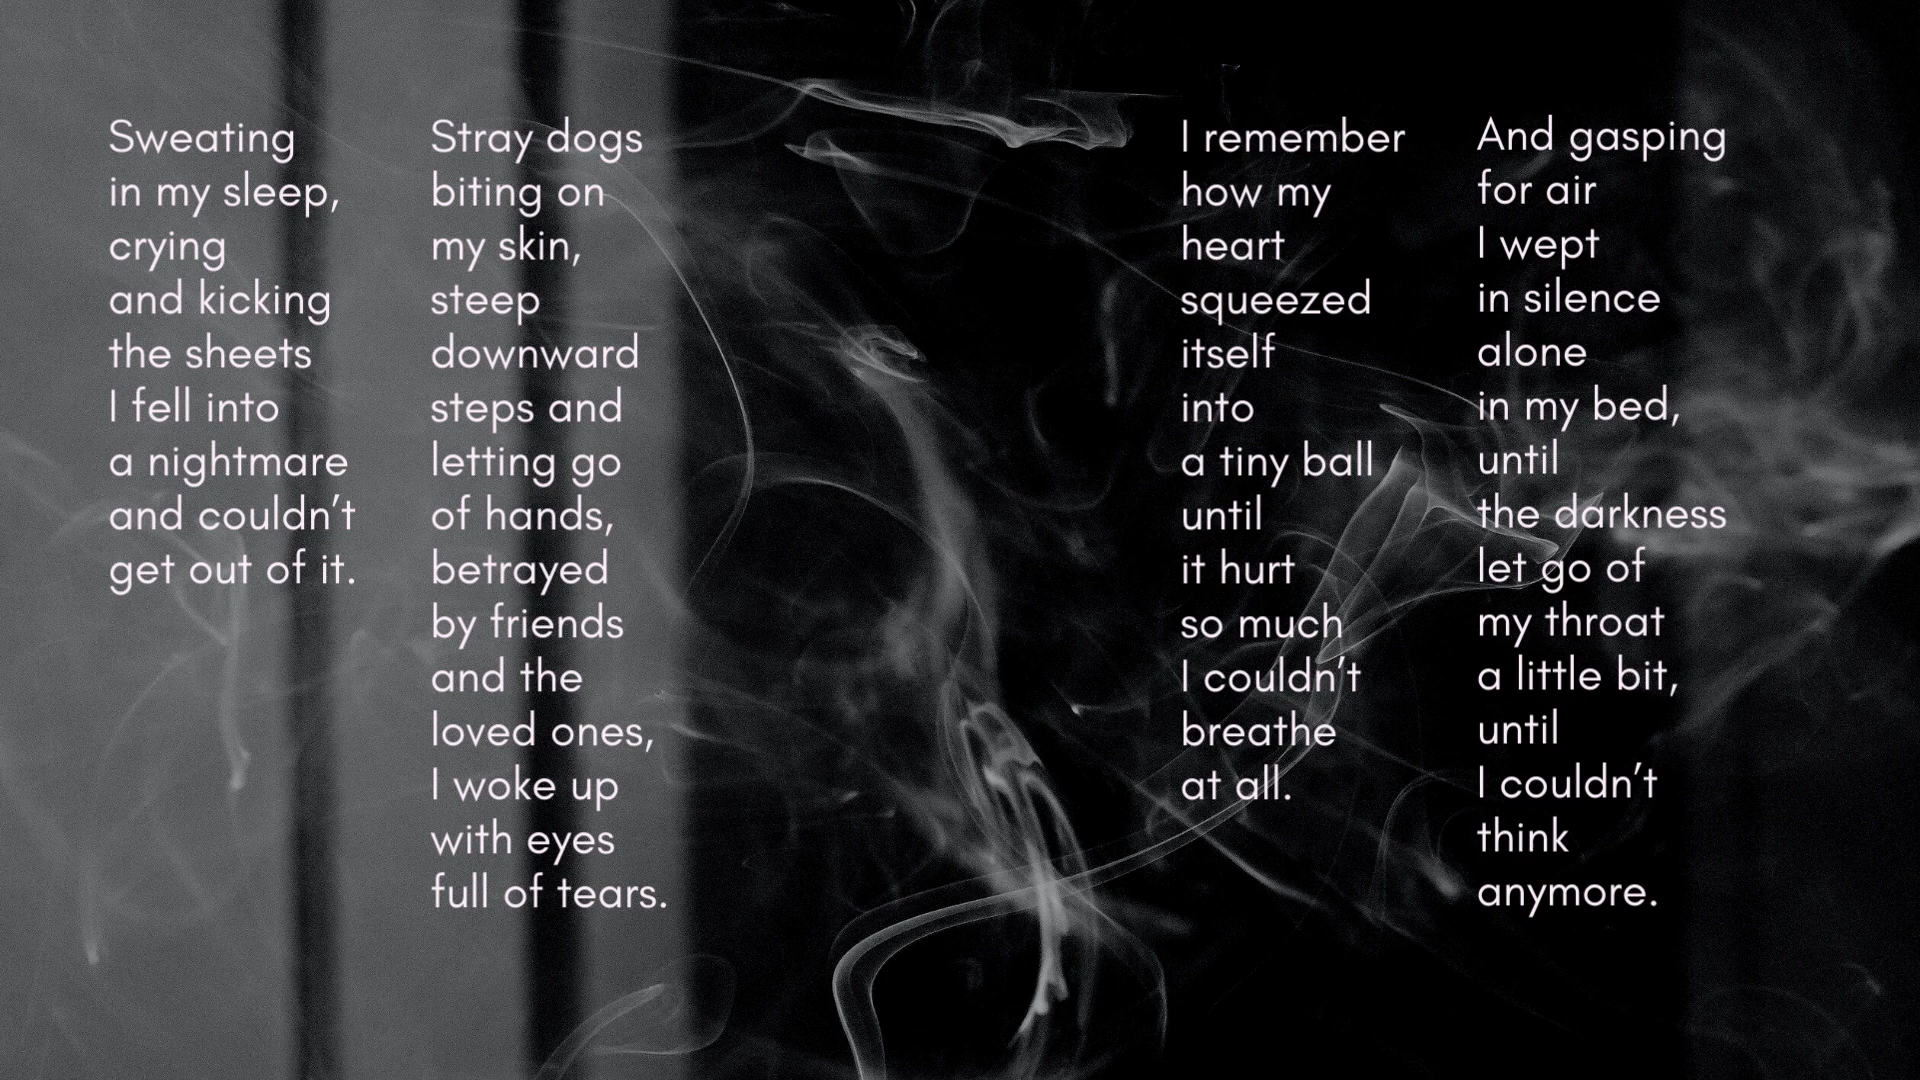 Sweating
in my sleep,
crying
and kicking
the sheets
I fell into
a nightmare
and couldn't
get out of it.
Stray dogs
biting on
my skin,
steep
downward
steps and
letting go
of hands,
betrayed
by friends
and the
loved ones,
I woke up
with eyes
full of tears.
I remember
how my
heart
squeezed
itself
into
a tiny ball
until
it hurt
so much
I couldn't
breathe
at all.
And gasping
for air
I wept
in silence
alone
in my bed,
until
the darkness
let go of
my throat
a little bit,
until
I couldn't
think
anymore.